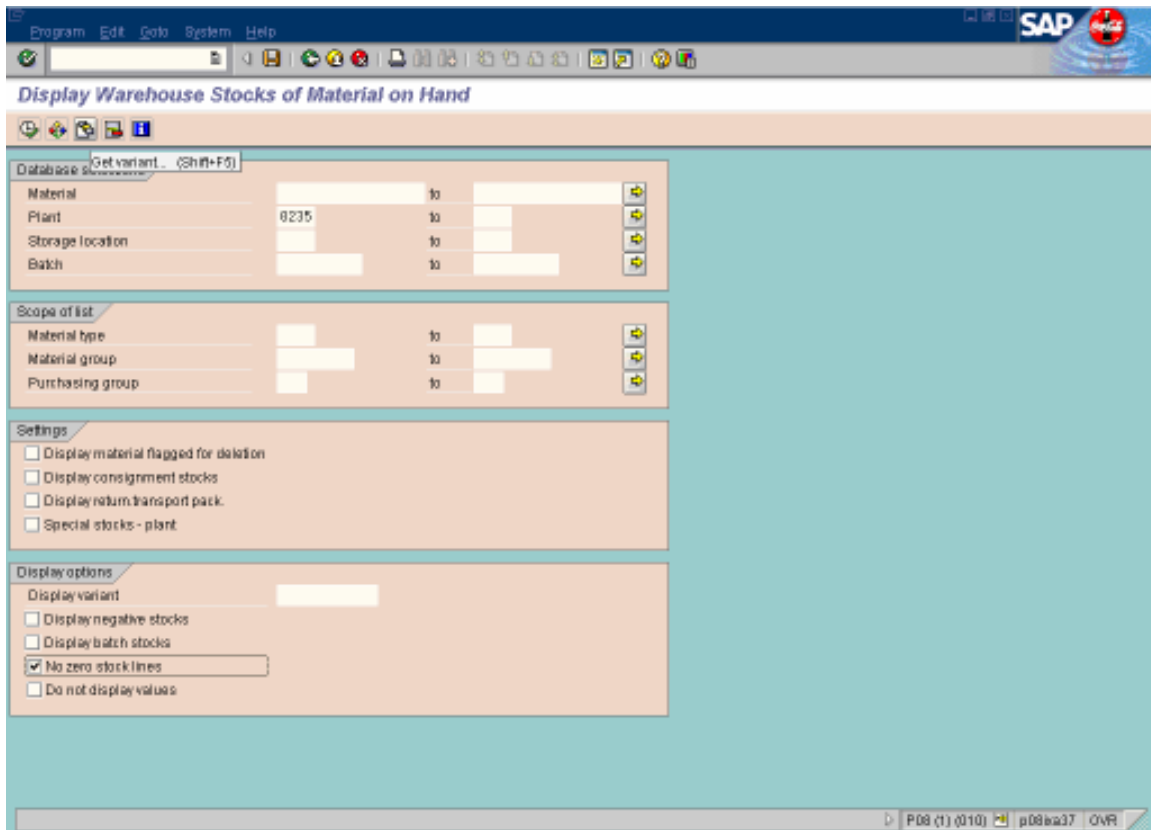 Program Edit Goto System Help
SAP
Display Warehouse Stocks of Material on Hand
Get variant... (Shift+F5)
Database
Material to
Plant 0235 to
Storage location to
Batch to
Scope of list
Material type to
Material group to
Purchasing group to
Settings
Display material flagged for deletion
Display consignment stocks
Display return.transport pack.
Special stocks - plant
Display options
Display variant
Display negative stocks
Display batch stocks
No zero stock lines
Do not display values
P08 (1) (010) OVR